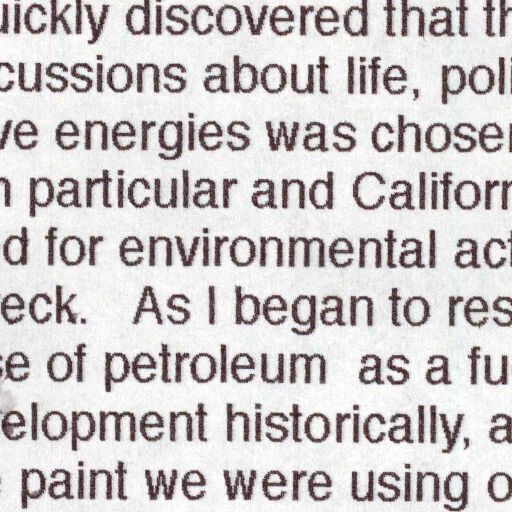 uickly discovered that th
cussions about life, poli
ve energies was chosen
n particular and Californ
d for environmental act
eck.   As I began to res
se of petroleum  as a fu
elopment historically, a
paint we were using o